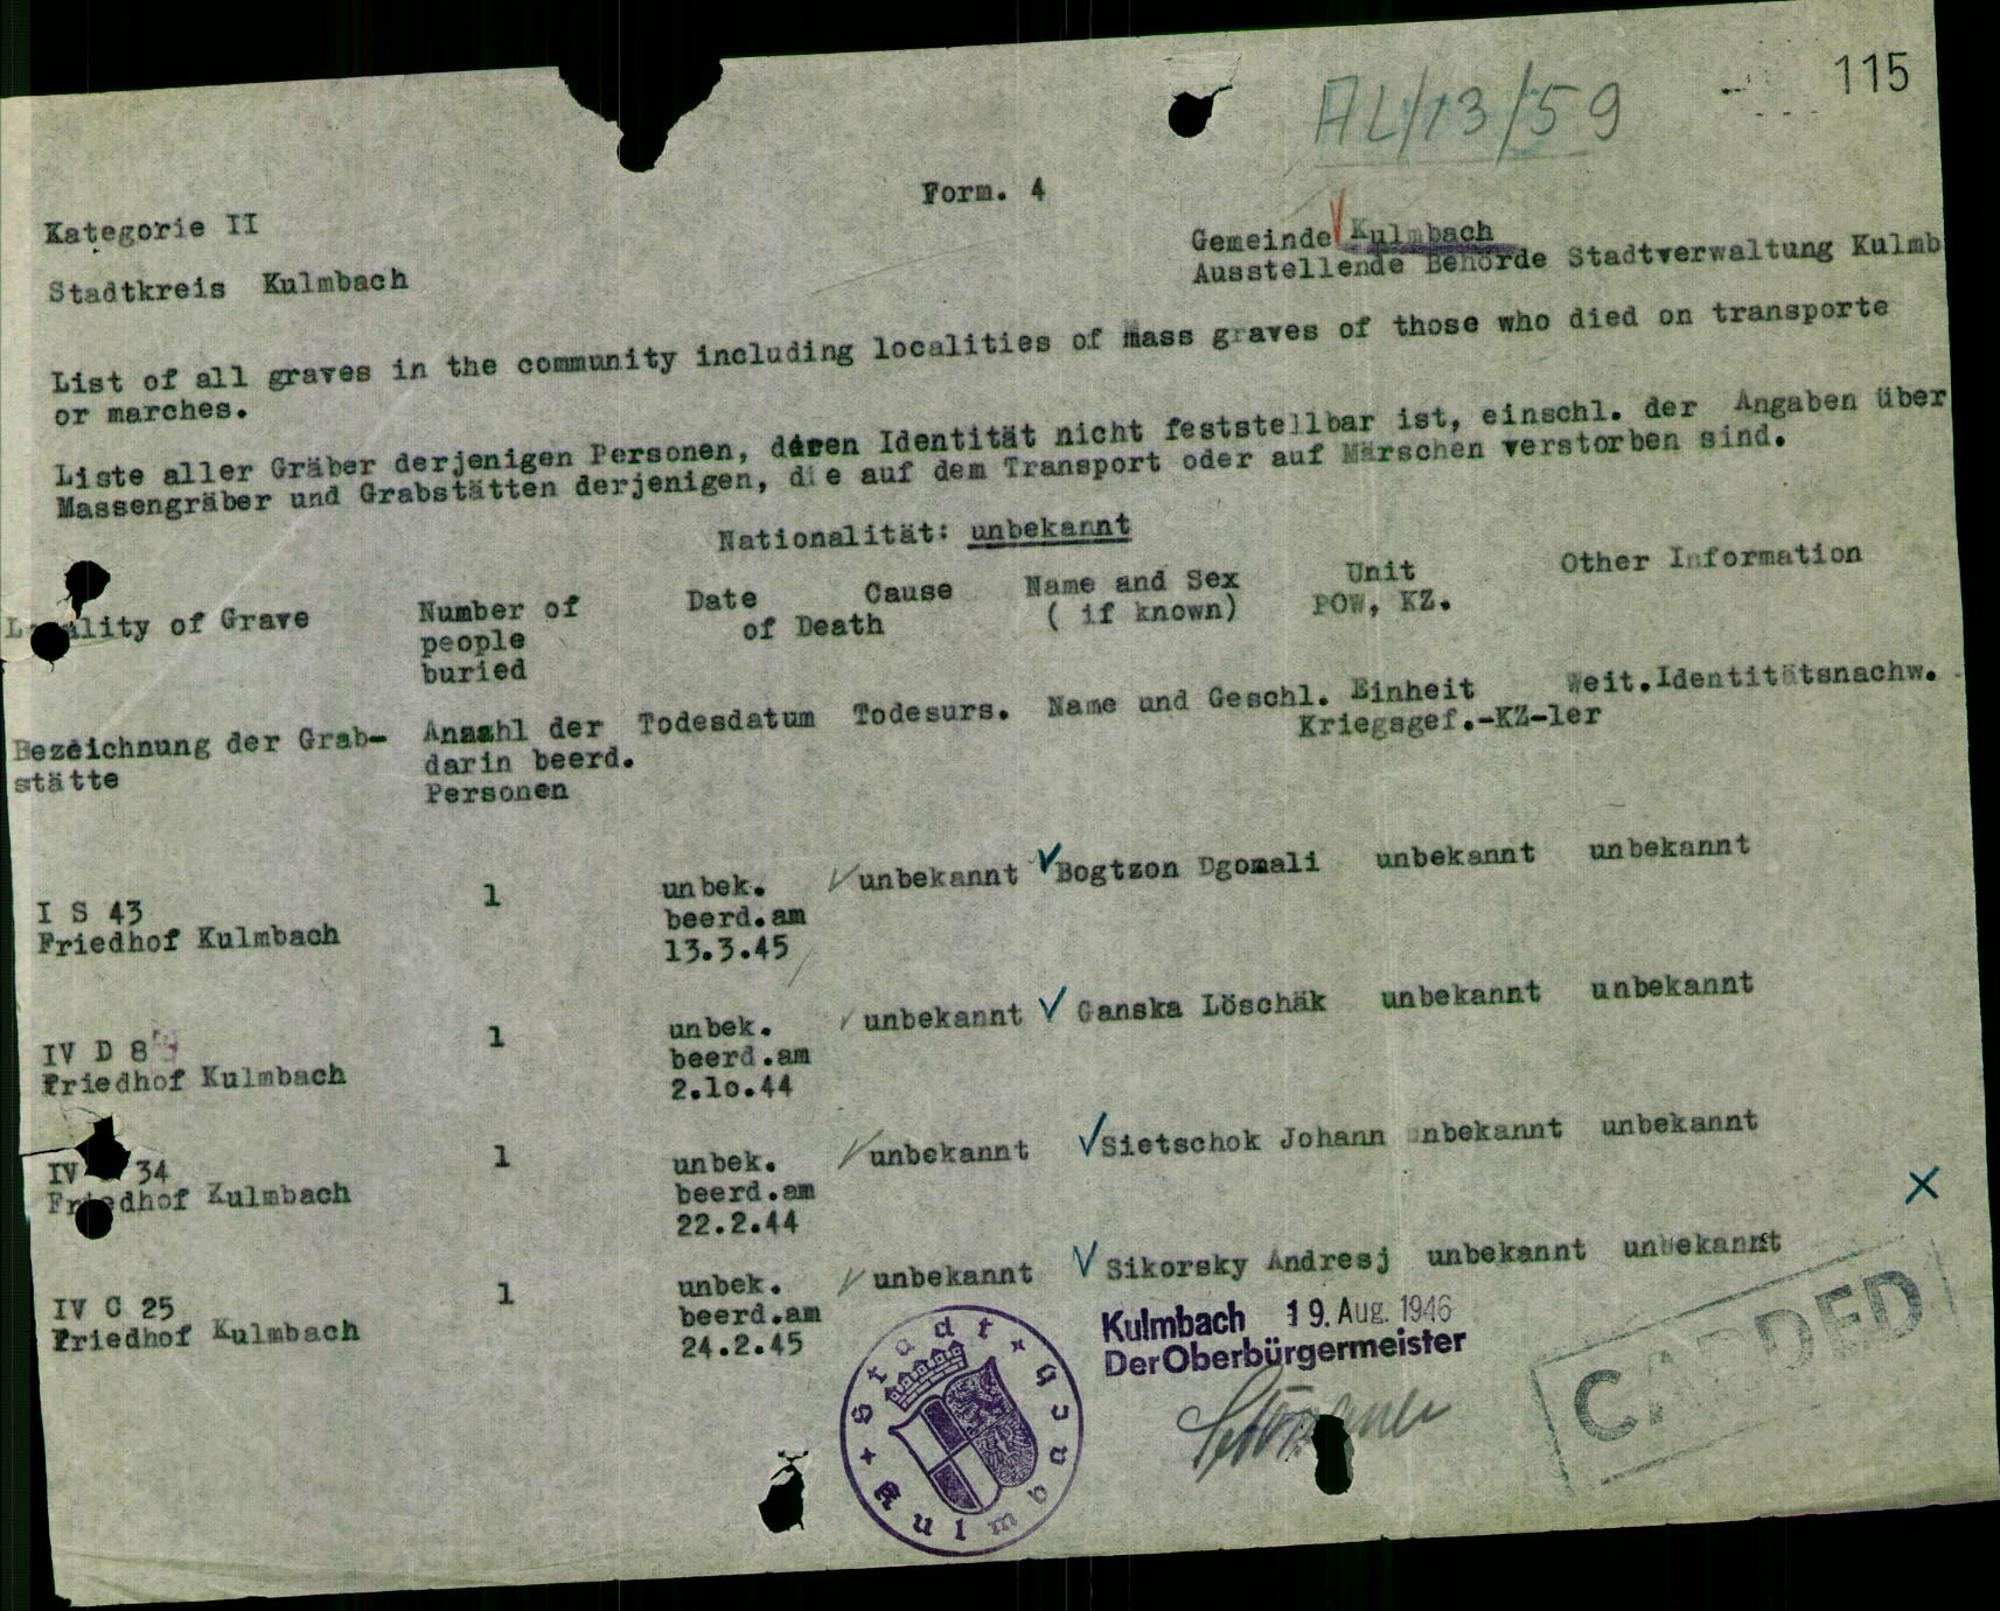 115
AL/13/59
Form. 4
Kategorie II
Gemeinde Kulmbach
Stadtkreis Kulmbach
Ausstellende Behörde Stadtverwaltung Kulmb
List of all graves in the community including localities of mass graves of those who died on transporte
or marches.
Liste aller Gräber derjenigen Personen, deren Identität nicht feststellbar ist, einschl. der Angaben über
Massengräber und Grabstätten derjenigen, die auf dem Transport oder auf Märschen verstorben sind.
Nationalität: unbekannt
Locality of Grave Number of people buried Date Cause of Death Name and Sex ( if known) Unit POW, KZ. Other Information
Bezeichnung der Grab- Anzahl der Todesdatum Todesurs. Name und Geschl. Einheit Weit.Identitätsnachw.
stätte darin beerd. Kriegsgef.-KZ-ler
Personen
I S 43 1 unbek. unbekannt Bogtzon Dgomali unbekannt unbekannt
Friedhof Kulmbach beerd.am
13.3.45
IV D 8 1 unbek. unbekannt Ganska Löschäk unbekannt unbekannt
Friedhof Kulmbach beerd.am
2.10.44
IV 34 1 unbek. unbekannt Sietschok Johann unbekannt unbekannt
Friedhof Kulmbach beerd.am
22.2.44
IV C 25 1 unbek. unbekannt Sikorsky Andresj unbekannt unbekannt
Friedhof Kulmbach beerd.am
24.2.45
Kulmbach 19. Aug. 1946
Der Oberbürgermeister
CARDED
Stadt Kulmbach